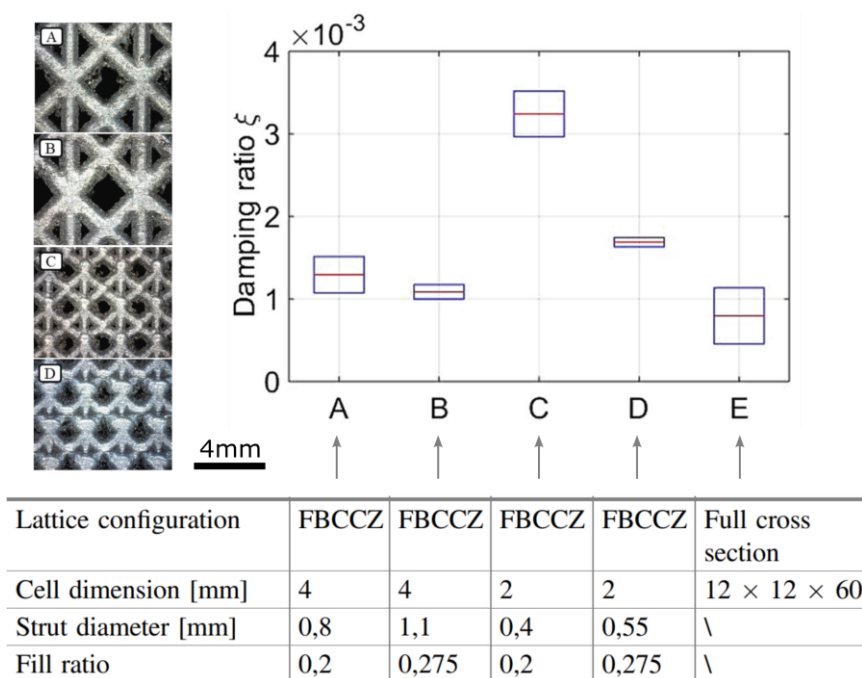 A
B
C
D
4mm
×10⁻³
4
3
2
1
0
Damping ratio ξ
A B C D E
Lattice configuration FBCCZ FBCCZ FBCCZ FBCCZ Full cross
section
Cell dimension [mm] 4 4 2 2 12 × 12 × 60
Strut diameter [mm] 0,8 1,1 0,4 0,55 \
Fill ratio 0,2 0,275 0,2 0,275 \